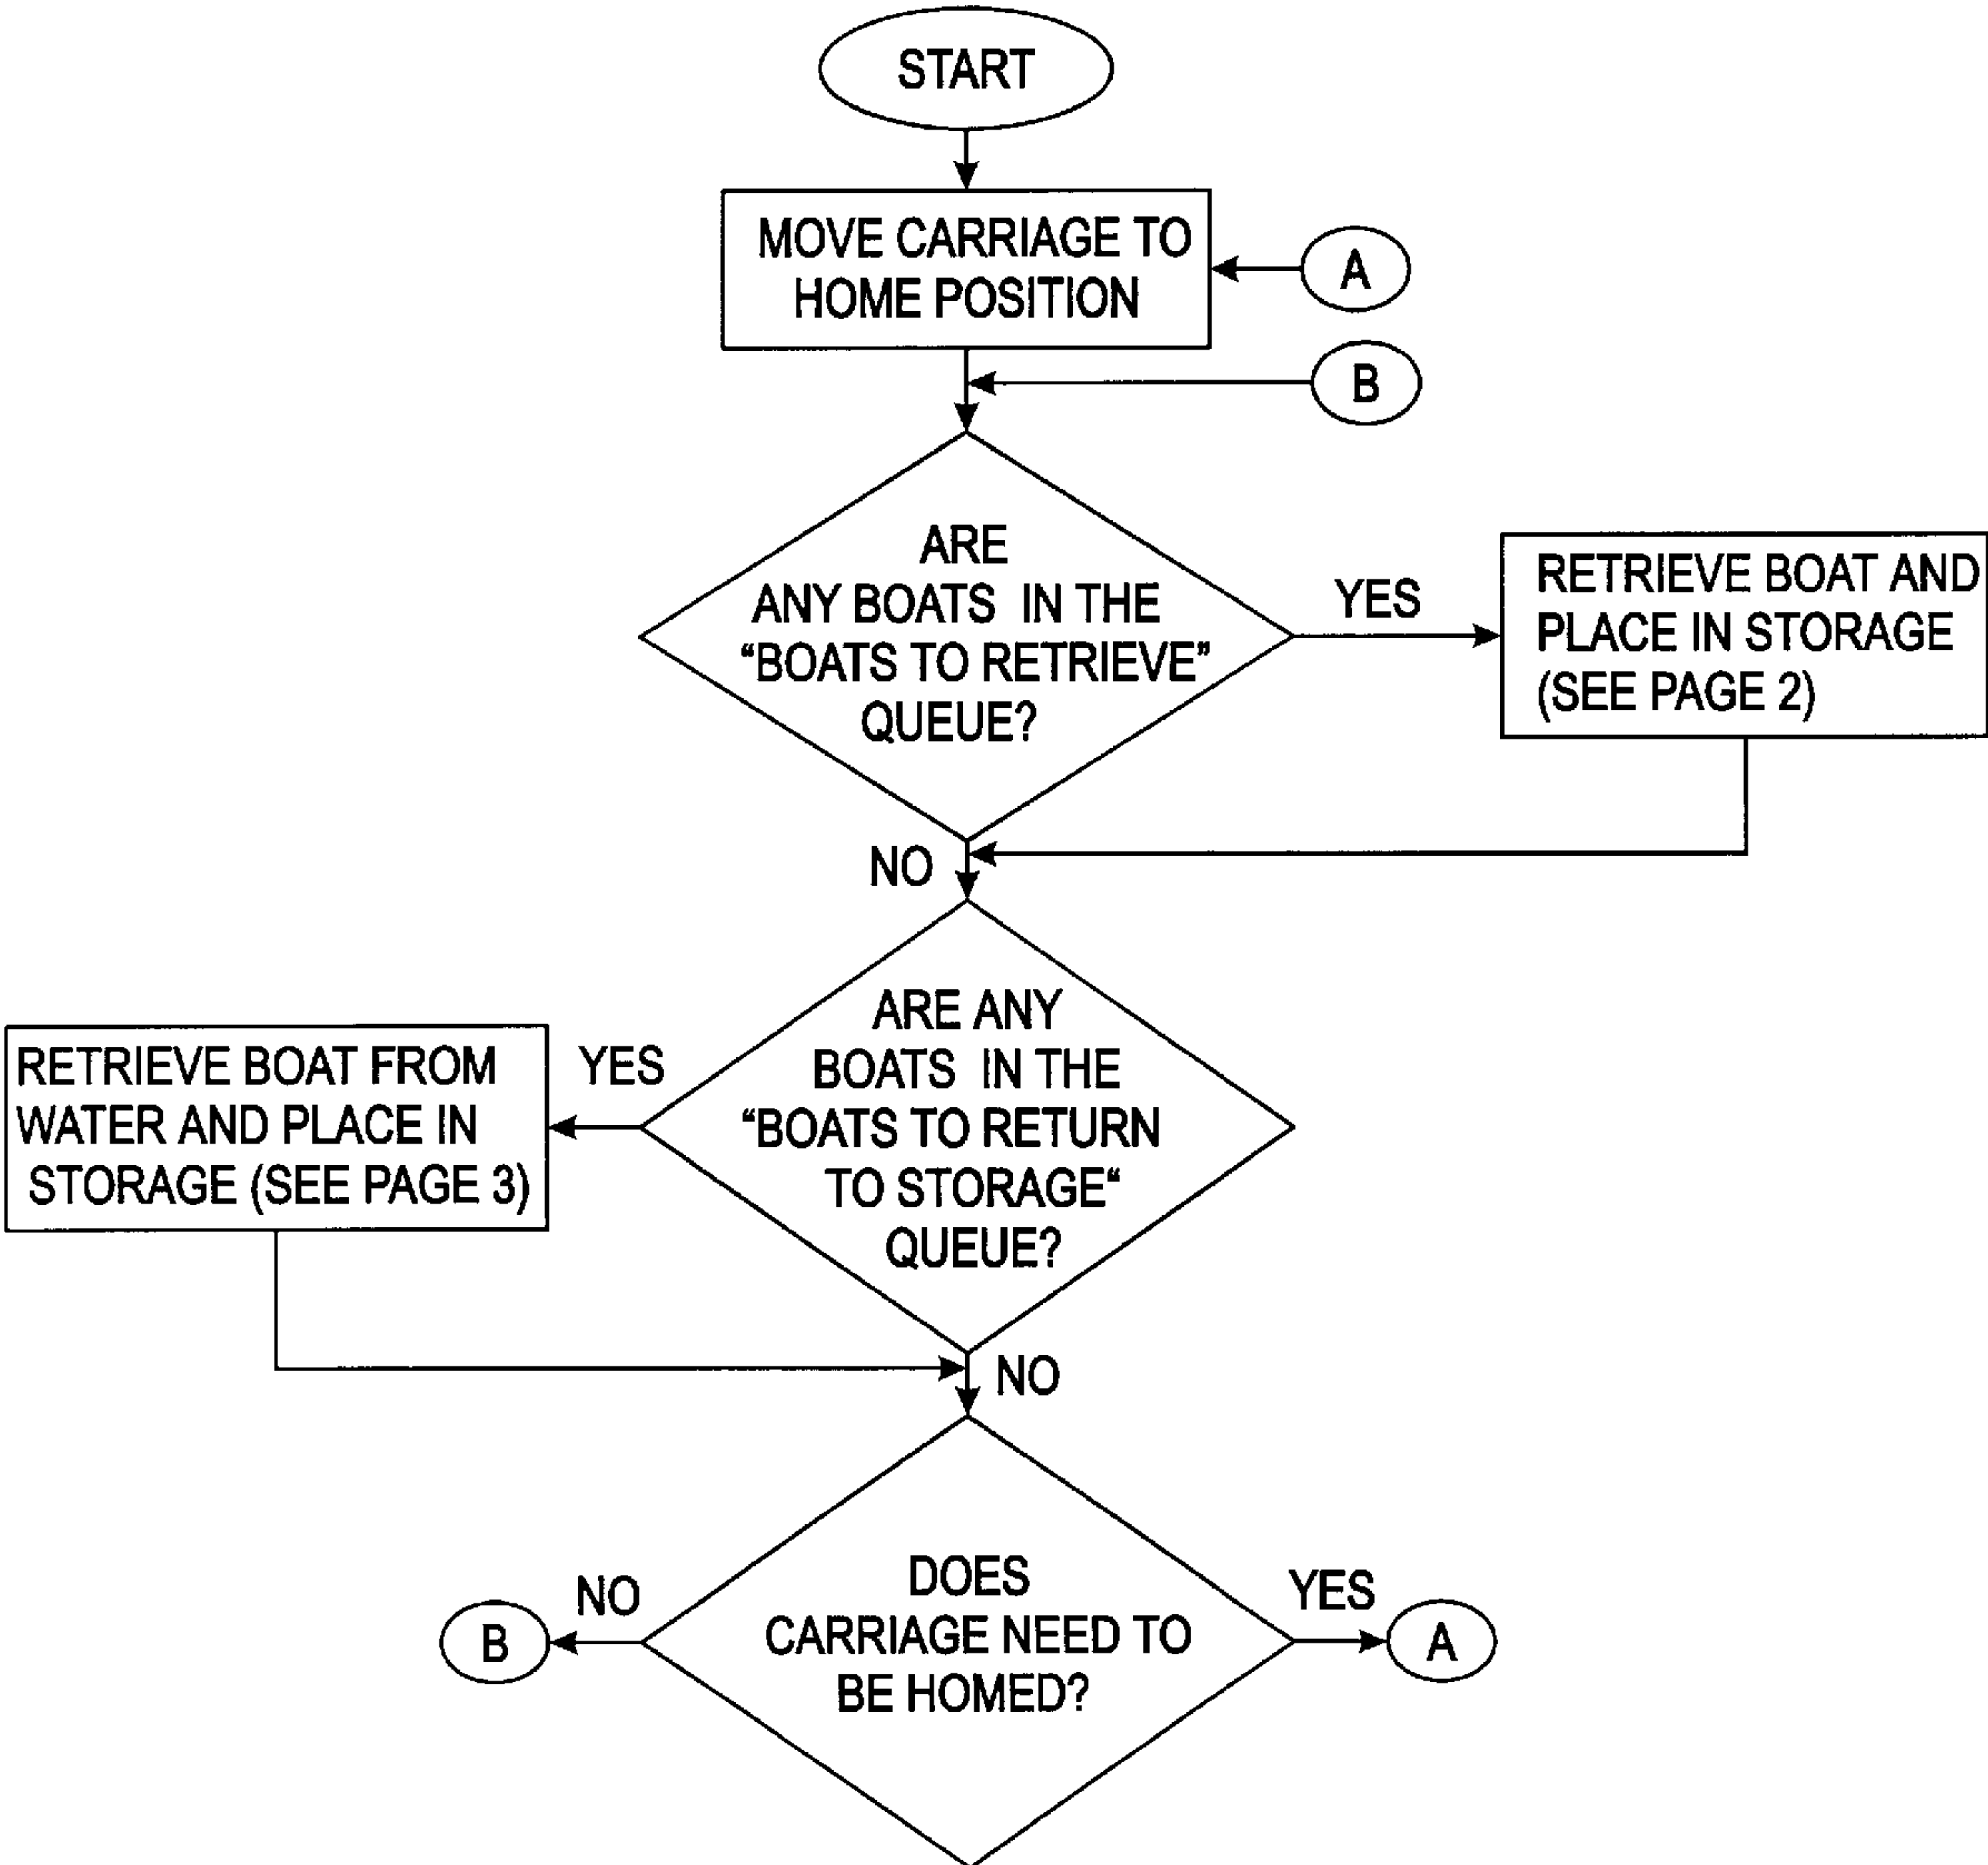 START
MOVE CARRIAGE TO
HOME POSITION
A
B
ARE
ANY BOATS IN THE
“BOATS TO RETRIEVE”
QUEUE?
YES
RETRIEVE BOAT AND
PLACE IN STORAGE
(SEE PAGE 2)
NO
ARE ANY
BOATS IN THE
“BOATS TO RETURN
TO STORAGE“
QUEUE?
YES
RETRIEVE BOAT FROM
WATER AND PLACE IN
STORAGE (SEE PAGE 3)
NO
DOES
CARRIAGE NEED TO
BE HOMED?
NO
B
YES
A